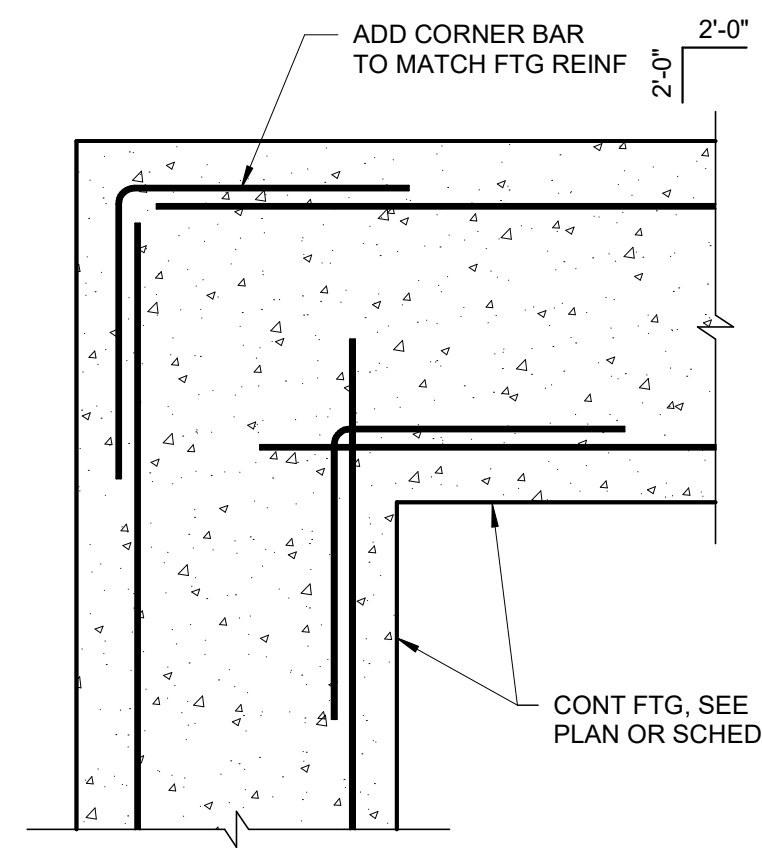 ADD CORNER BAR
TO MATCH FTG REINF
2'-0"
2'-0"
CONT FTG, SEE
PLAN OR SCHED